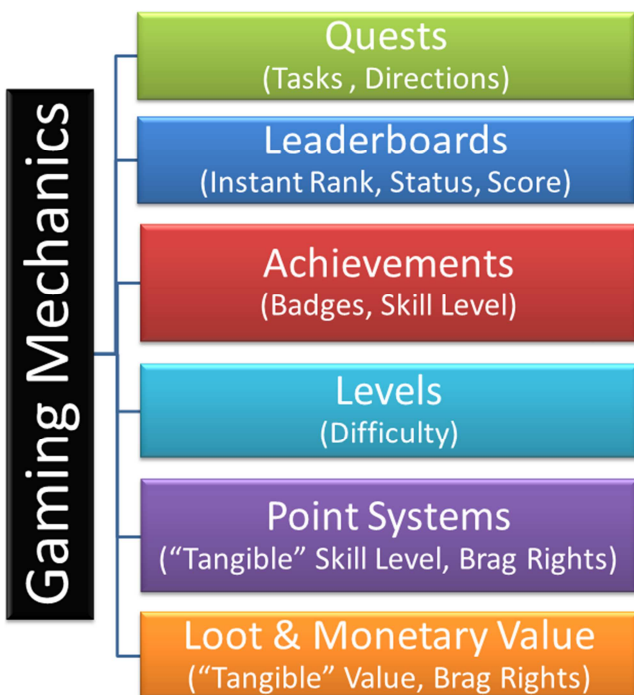 Gaming Mechanics
Quests
(Tasks , Directions)
Leaderboards
(Instant Rank, Status, Score)
Achievements
(Badges, Skill Level)
Levels
(Difficulty)
Point Systems
(“Tangible” Skill Level, Brag Rights)
Loot & Monetary Value
(“Tangible” Value, Brag Rights)